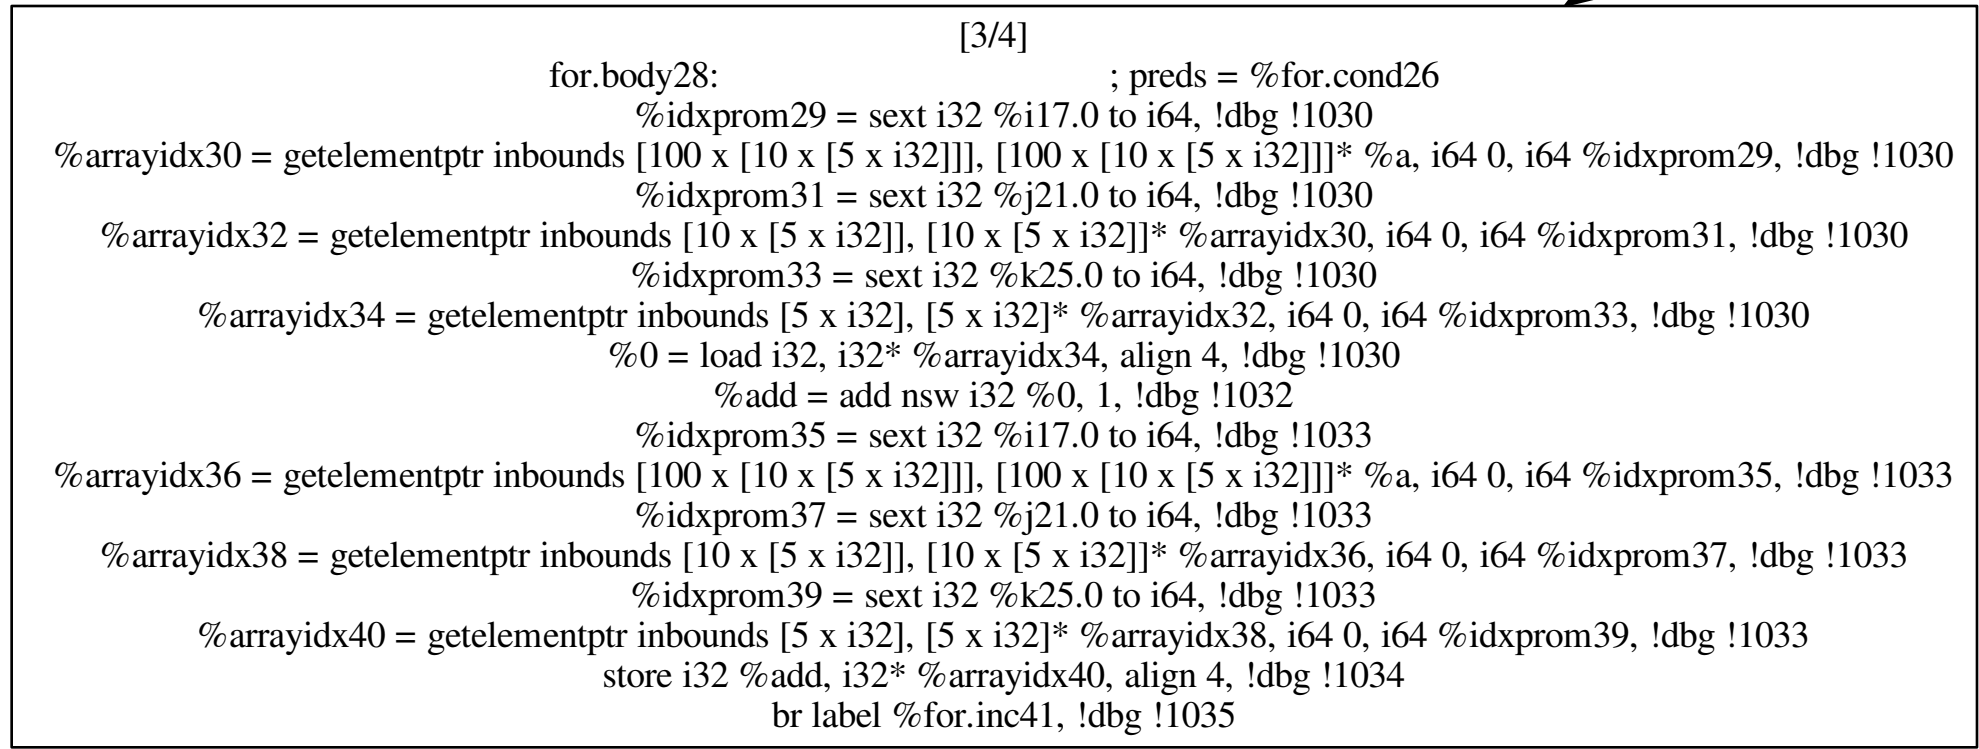 [3/4]
for.body28: ; preds = %for.cond26
%idxprom29 = sext i32 %i17.0 to i64, !dbg !1030
%arrayidx30 = getelementptr inbounds [100 x [10 x [5 x i32]]], [100 x [10 x [5 x i32]]]* %a, i64 0, i64 %idxprom29, !dbg !1030
%idxprom31 = sext i32 %j21.0 to i64, !dbg !1030
%arrayidx32 = getelementptr inbounds [10 x [5 x i32]], [10 x [5 x i32]]* %arrayidx30, i64 0, i64 %idxprom31, !dbg !1030
%idxprom33 = sext i32 %k25.0 to i64, !dbg !1030
%arrayidx34 = getelementptr inbounds [5 x i32], [5 x i32]* %arrayidx32, i64 0, i64 %idxprom33, !dbg !1030
%0 = load i32, i32* %arrayidx34, align 4, !dbg !1030
%add = add nsw i32 %0, 1, !dbg !1032
%idxprom35 = sext i32 %i17.0 to i64, !dbg !1033
%arrayidx36 = getelementptr inbounds [100 x [10 x [5 x i32]]], [100 x [10 x [5 x i32]]]* %a, i64 0, i64 %idxprom35, !dbg !1033
%idxprom37 = sext i32 %j21.0 to i64, !dbg !1033
%arrayidx38 = getelementptr inbounds [10 x [5 x i32]], [10 x [5 x i32]]* %arrayidx36, i64 0, i64 %idxprom37, !dbg !1033
%idxprom39 = sext i32 %k25.0 to i64, !dbg !1033
%arrayidx40 = getelementptr inbounds [5 x i32], [5 x i32]* %arrayidx38, i64 0, i64 %idxprom39, !dbg !1033
store i32 %add, i32* %arrayidx40, align 4, !dbg !1034
br label %for.inc41, !dbg !1035